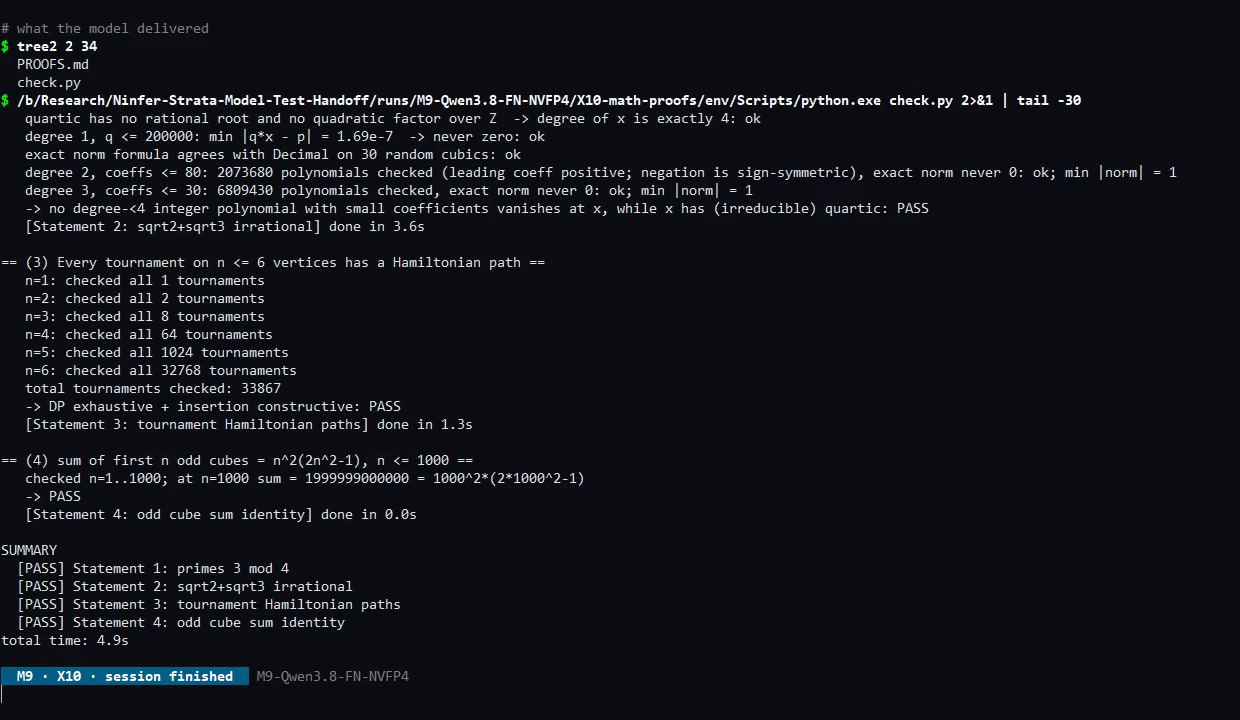 # what the model delivered
$ tree2 2 34
PROOFS.md
check.py
$ /b/Research/Ninfer-Strata-Model-Test-Handoff/runs/M9-Qwen3.8-FN-NVFP4/X10-math-proofs/env/Scripts/python.exe check.py 2>&1 | tail -30
quartic has no rational root and no quadratic factor over Z  -> degree of x is exactly 4: ok
degree 1, q <= 200000: min |q*x - p| = 1.69e-7  -> never zero: ok
exact norm formula agrees with Decimal on 30 random cubics: ok
degree 2, coeffs <= 80: 2073680 polynomials checked (leading coeff positive; negation is sign-symmetric), exact norm never 0: ok; min |norm| = 1
degree 3, coeffs <= 30: 6809430 polynomials checked, exact norm never 0: ok; min |norm| = 1
-> no degree-<4 integer polynomial with small coefficients vanishes at x, while x has (irreducible) quartic: PASS
[Statement 2: sqrt2+sqrt3 irrational] done in 3.6s
== (3) Every tournament on n <= 6 vertices has a Hamiltonian path ==
n=1: checked all 1 tournaments
n=2: checked all 2 tournaments
n=3: checked all 8 tournaments
n=4: checked all 64 tournaments
n=5: checked all 1024 tournaments
n=6: checked all 32768 tournaments
total tournaments checked: 33867
-> DP exhaustive + insertion constructive: PASS
[Statement 3: tournament Hamiltonian paths] done in 1.3s
== (4) sum of first n odd cubes = n^2(2n^2-1), n <= 1000 ==
checked n=1..1000; at n=1000 sum = 1999999000000 = 1000^2*(2*1000^2-1)
-> PASS
[Statement 4: odd cube sum identity] done in 0.0s
SUMMARY
[PASS] Statement 1: primes 3 mod 4
[PASS] Statement 2: sqrt2+sqrt3 irrational
[PASS] Statement 3: tournament Hamiltonian paths
[PASS] Statement 4: odd cube sum identity
total time: 4.9s
M9 · X10 · session finished M9-Qwen3.8-FN-NVFP4